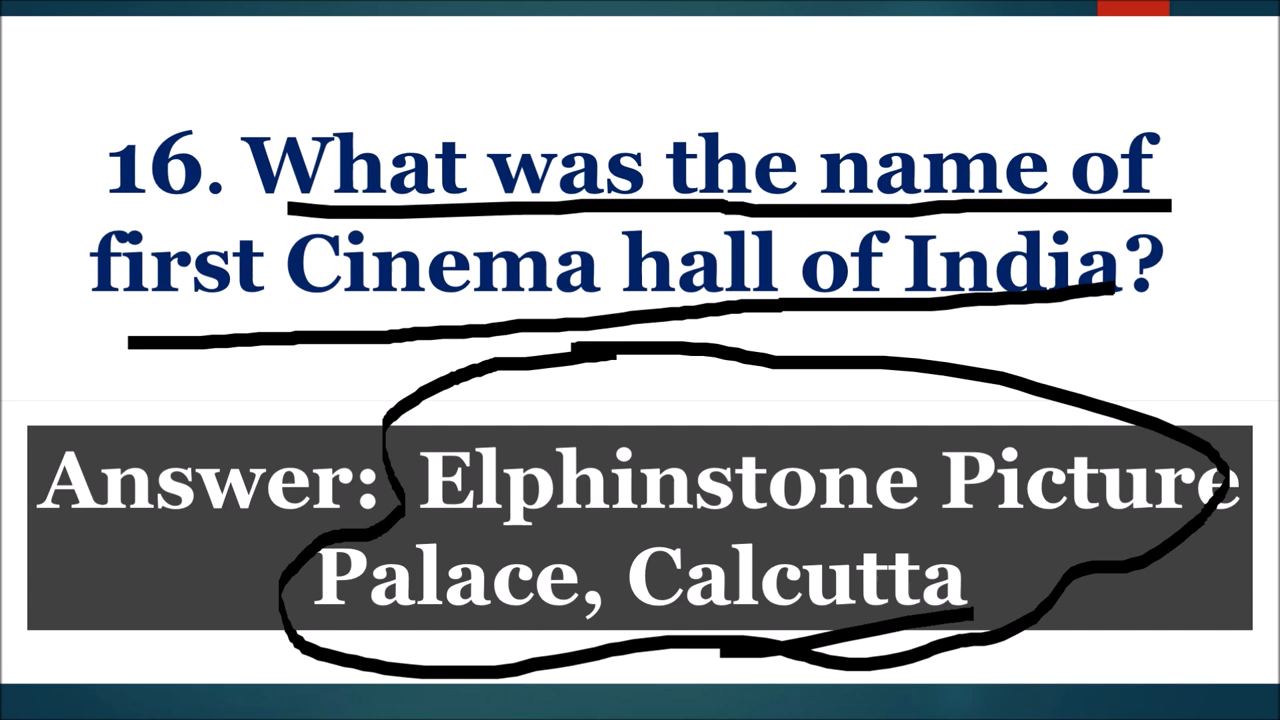 16. What was the name of
first Cinema hall of India?
Answer: Elphinstone Picture
Palace, Calcutta